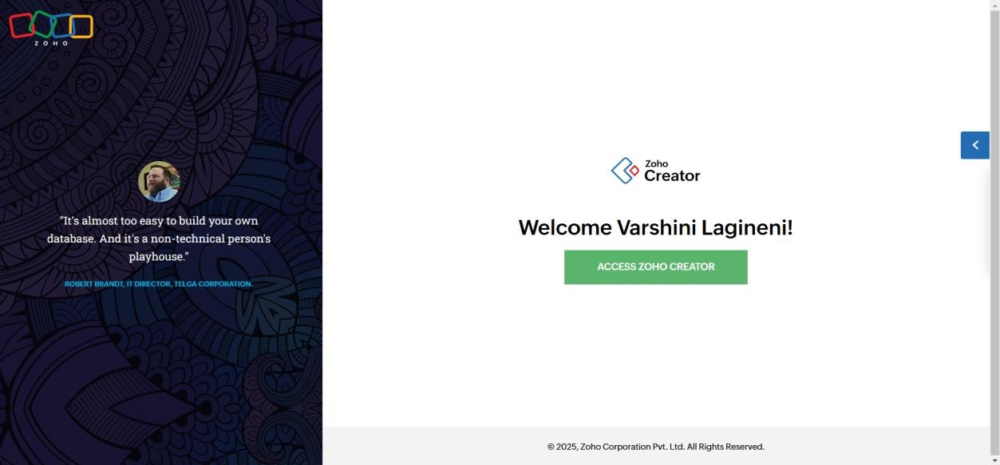 ZOHO
"It's almost too easy to build your own
database. And it's a non-technical person's
playhouse."
ROBERT BRANDT, IT DIRECTOR, TELGA CORPORATION.
Zoho
Creator
Welcome Varshini Lagineni!
ACCESS ZOHO CREATOR
© 2025, Zoho Corporation Pvt. Ltd. All Rights Reserved.